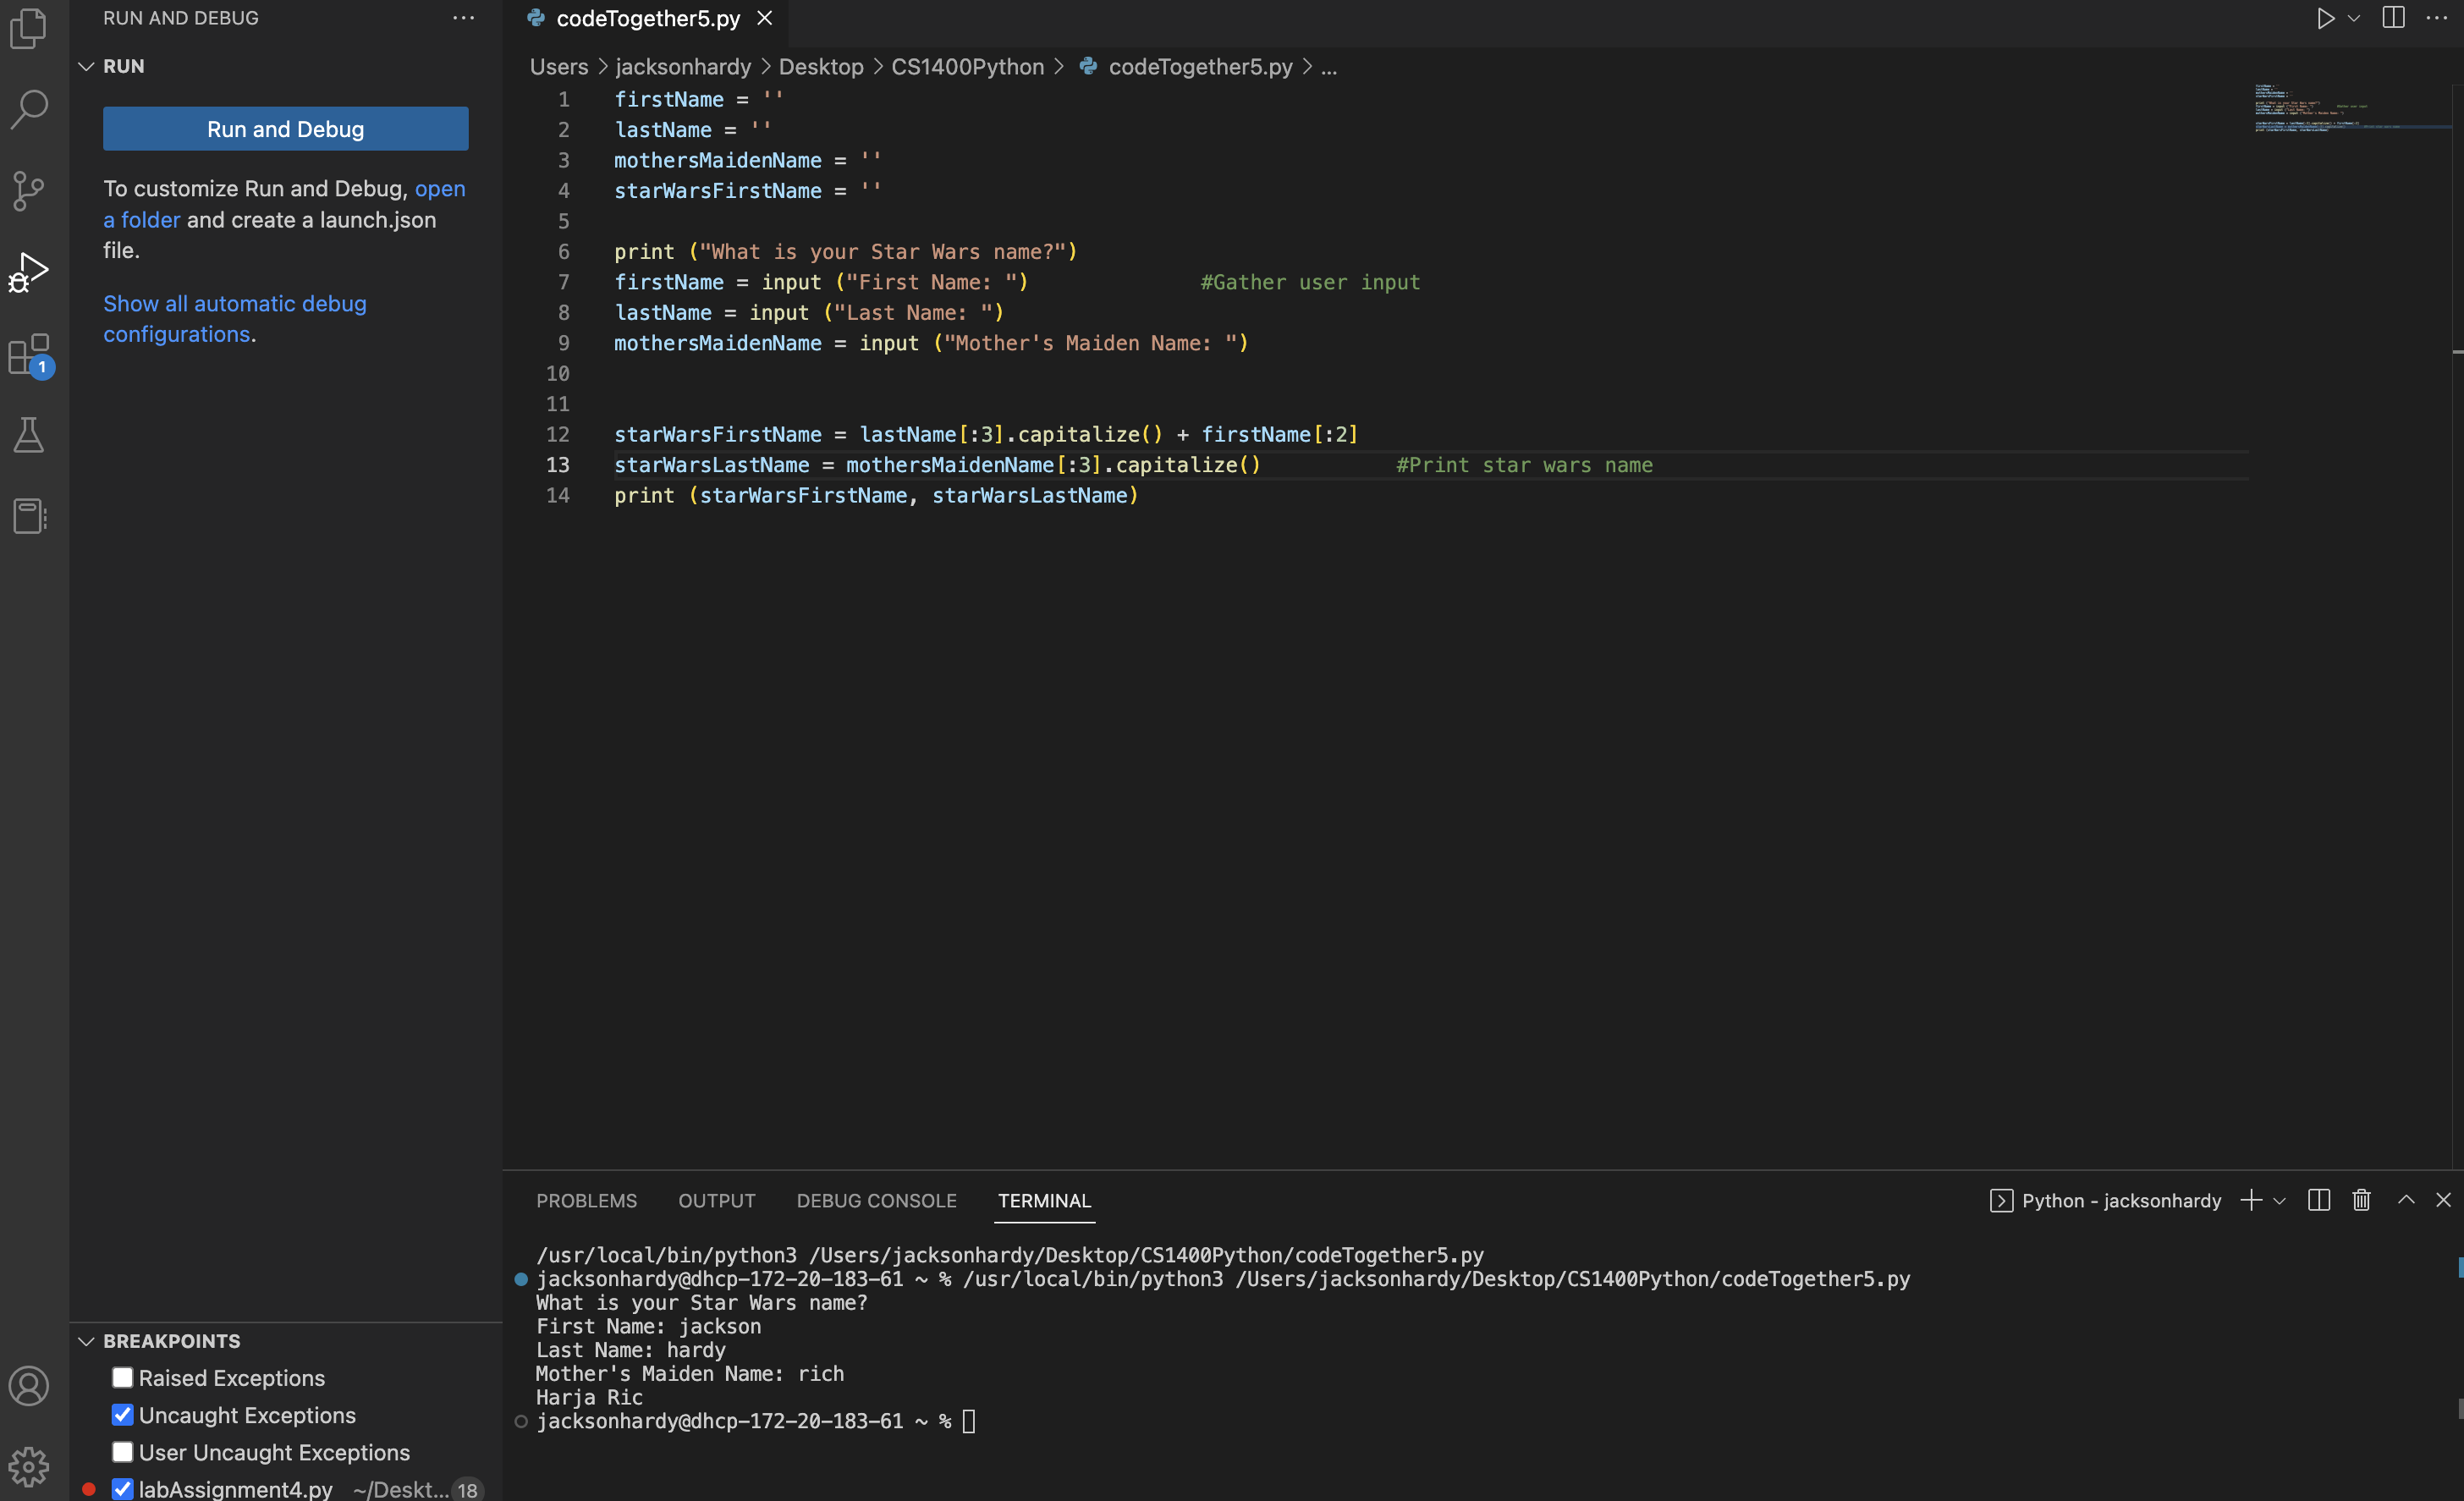 RUN AND DEBUG
RUN
Run and Debug
To customize Run and Debug, open
a folder and create a launch.json
file.
Show all automatic debug
configurations.
1
codeTogether5.py
Users > jacksonhardy > Desktop > CS1400Python > codeTogether5.py > ...
1 firstName = ''
2 lastName = ''
3 mothersMaidenName = ''
4 starWarsFirstName = ''
5
6 print ("What is your Star Wars name?")
7 firstName = input ("First Name: ") #Gather user input
8 lastName = input ("Last Name: ")
9 mothersMaidenName = input ("Mother's Maiden Name: ")
10
11
12 starWarsFirstName = lastName[:3].capitalize() + firstName[:2]
13 starWarsLastName = mothersMaidenName[:3].capitalize() #Print star wars name
14 print (starWarsFirstName, starWarsLastName)
PROBLEMS OUTPUT DEBUG CONSOLE TERMINAL
Python - jacksonhardy
/usr/local/bin/python3 /Users/jacksonhardy/Desktop/CS1400Python/codeTogether5.py
jacksonhardy@dhcp-172-20-183-61 ~ % /usr/local/bin/python3 /Users/jacksonhardy/Desktop/CS1400Python/codeTogether5.py
What is your Star Wars name?
First Name: jackson
Last Name: hardy
Mother's Maiden Name: rich
Harja Ric
jacksonhardy@dhcp-172-20-183-61 ~ %
BREAKPOINTS
Raised Exceptions
Uncaught Exceptions
User Uncaught Exceptions
labAssignment4.py ~/Deskt... 18